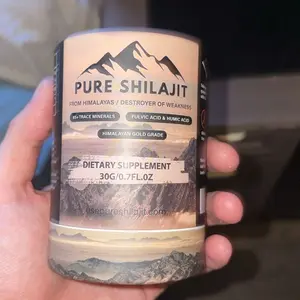 PURE SHILAJIT
FROM HIMALAYAS / DESTROYER OF WEAKNESS
85+TRACE MINERALS
FULVIC ACID & HUMIC ACID
HIMALAYAN GOLD GRADE
DIETARY SUPPLEMENT
30G/0.7FL.OZ